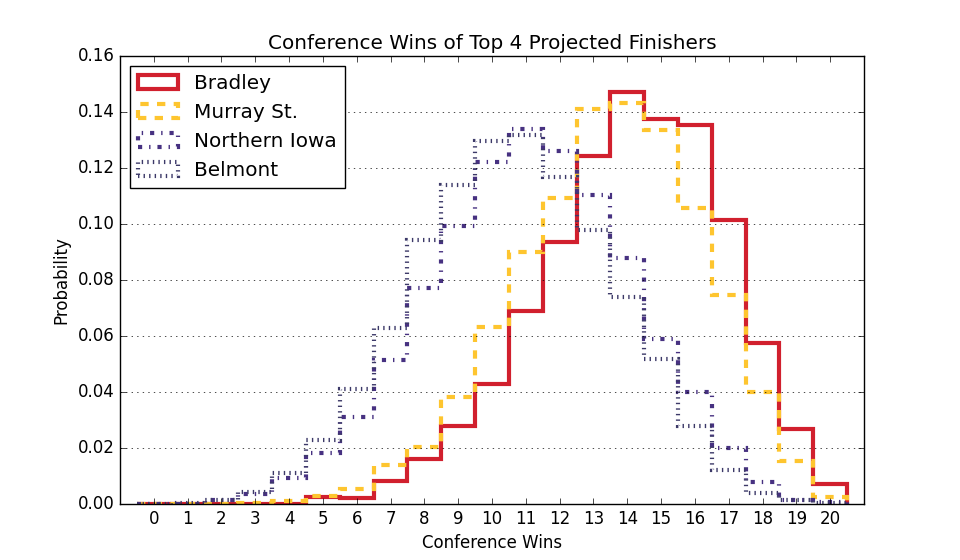 Conference Wins of Top 4 Projected Finishers
0.16
0.14
0.12
0.10
0.08
0.06
0.04
0.02
0.00
Probability
Bradley
Murray St.
Northern Iowa
Belmont
0 1 2 3 4 5 6 7 8 9 10 11 12 13 14 15 16 17 18 19 20
Conference Wins